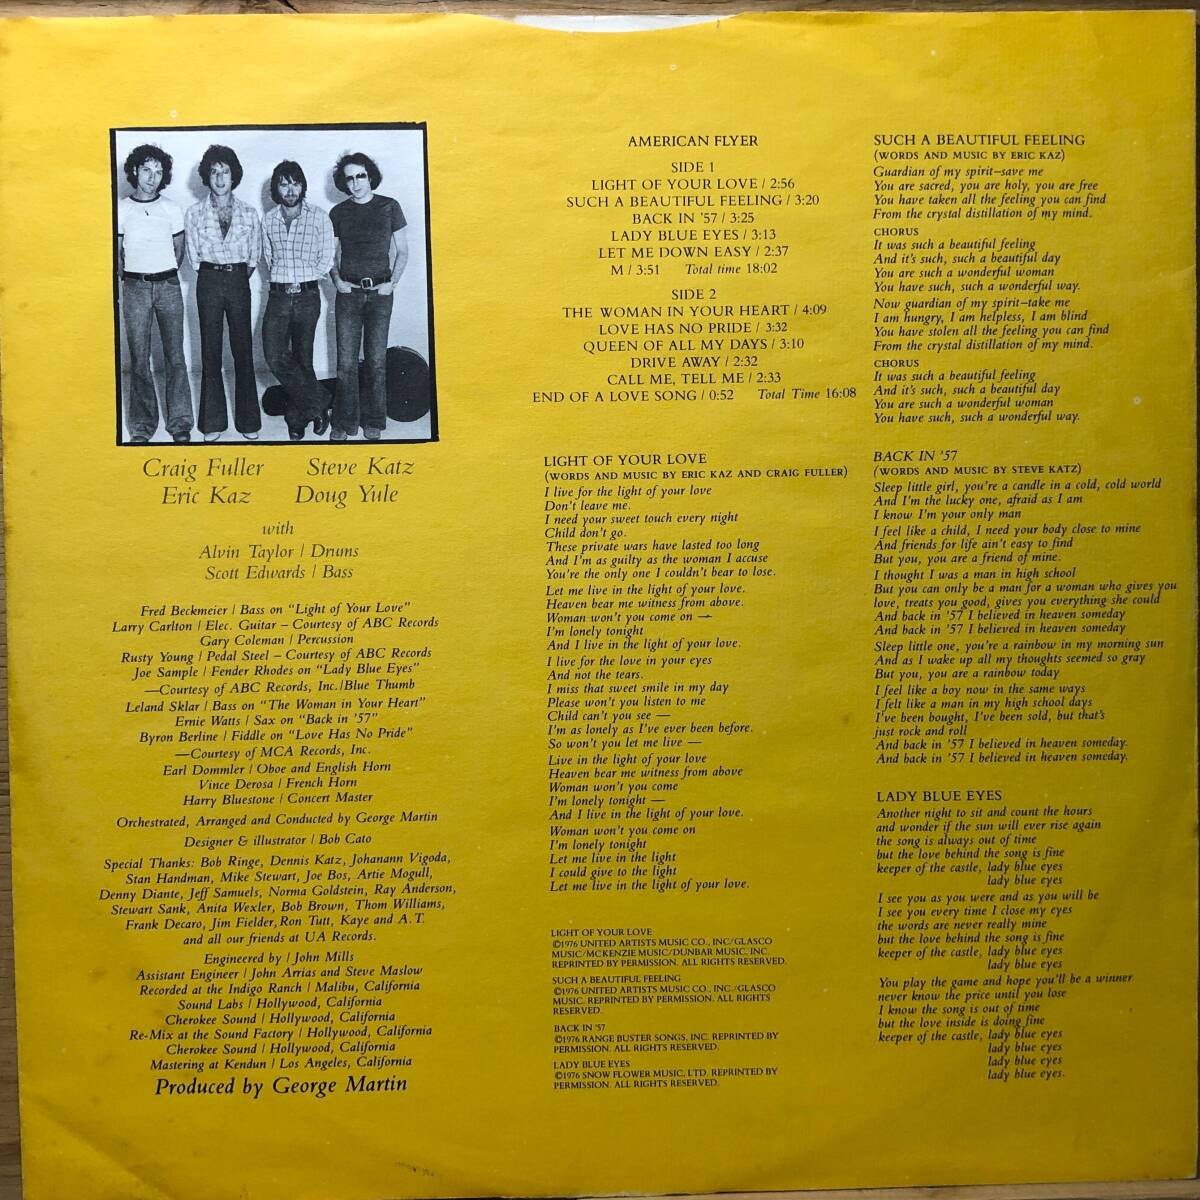 Craig Fuller Steve Katz
Eric Kaz Doug Yule
with
Alvin Taylor / Drums
Scott Edwards / Bass
Fred Beckmeier / Bass on "Light of Your Love"
Larry Carlton / Elec. Guitar – Courtesy of ABC Records
Gary Coleman / Percussion
Rusty Young / Pedal Steel – Courtesy of ABC Records
Joe Sample / Fender Rhodes on "Lady Blue Eyes"
—Courtesy of ABC Records, Inc./Blue Thumb
Leland Sklar / Bass on "The Woman in Your Heart"
Ernie Watts / Sax on "Back in '57"
Byron Berline / Fiddle on "Love Has No Pride"
—Courtesy of MCA Records, Inc.
Earl Dommler / Oboe and English Horn
Vince Derosa / French Horn
Harry Bluestone / Concert Master
Orchestrated, Arranged and Conducted by George Martin
Designer & illustrator / Bob Cato
Special Thanks: Bob Ringe, Dennis Katz, Johanann Vigoda,
Stan Handman, Mike Stewart, Joe Bos, Artie Mogull,
Denny Diante, Jeff Samuels, Norma Goldstein, Ray Anderson,
Stewart Sank, Anita Wexler, Bob Brown, Thom Williams,
Frank Decaro, Jim Fielder, Ron Tutt, Kaye and A.T.
and all our friends at UA Records.
Engineered by / John Mills
Assistant Engineer / John Arrias and Steve Maslow
Recorded at the Indigo Ranch / Malibu, California
Sound Labs / Hollywood, California
Cherokee Sound / Hollywood, California
Re-Mix at the Sound Factory / Hollywood, California
Cherokee Sound / Hollywood, California
Mastering at Kendun / Los Angeles, California
Produced by George Martin
AMERICAN FLYER
SIDE 1
LIGHT OF YOUR LOVE / 2:56
SUCH A BEAUTIFUL FEELING / 3:20
BACK IN '57 / 3:25
LADY BLUE EYES / 3:13
LET ME DOWN EASY / 2:37
M / 3:51 Total time 18:02
SIDE 2
THE WOMAN IN YOUR HEART / 4:09
LOVE HAS NO PRIDE / 3:32
QUEEN OF ALL MY DAYS / 3:10
DRIVE AWAY / 2:32
CALL ME, TELL ME / 2:33
END OF A LOVE SONG / 0:52 Total Time 16:08
LIGHT OF YOUR LOVE
(WORDS AND MUSIC BY ERIC KAZ AND CRAIG FULLER)
I live for the light of your love
Don't leave me.
I need your sweet touch every night
Child don't go.
These private wars have lasted too long
And I'm as guilty as the woman I accuse
You're the only one I couldn't bear to lose.
Let me live in the light of your love.
Heaven bear me witness from above.
Woman won't you come on —
I'm lonely tonight
And I live in the light of your love.
I live for the love in your eyes
And not the tears.
I miss that sweet smile in my day
Please won't you listen to me
Child can't you see —
I'm as lonely as I've ever been before.
So won't you let me live —
Live in the light of your love
Heaven bear me witness from above
Woman won't you come
I'm lonely tonight —
And I live in the light of your love.
Woman won't you come on
I'm lonely tonight
Let me live in the light
I could give to the light
Let me live in the light of your love.
LIGHT OF YOUR LOVE
©1976 UNITED ARTISTS MUSIC CO., INC/GLASCO
MUSIC/MCKENZIE MUSIC/DUNBAR MUSIC, INC.
REPRINTED BY PERMISSION. ALL RIGHTS RESERVED.
SUCH A BEAUTIFUL FEELING
©1976 UNITED ARTISTS MUSIC CO., INC./GLASCO
MUSIC. REPRINTED BY PERMISSION. ALL RIGHTS
RESERVED.
BACK IN '57
©1976 RANGE BUSTER SONGS, INC. REPRINTED BY
PERMISSION. ALL RIGHTS RESERVED.
LADY BLUE EYES
©1976 SNOW FLOWER MUSIC, LTD. REPRINTED BY
PERMISSION. ALL RIGHTS RESERVED.
SUCH A BEAUTIFUL FEELING
(WORDS AND MUSIC BY ERIC KAZ)
Guardian of my spirit–save me
You are sacred, you are holy, you are free
You have taken all the feeling you can find
From the crystal distillation of my mind.
CHORUS
It was such a beautiful feeling
And it's such, such a beautiful day
You are such a wonderful woman
You have such, such a wonderful way.
Now guardian of my spirit–take me
I am hungry, I am helpless, I am blind
You have stolen all the feeling you can find
From the crystal distillation of my mind.
CHORUS
It was such a beautiful feeling
And it's such, such a beautiful day
You are such a wonderful woman
You have such, such a wonderful way.
BACK IN '57
(WORDS AND MUSIC BY STEVE KATZ)
Sleep little girl, you're a candle in a cold, cold world
And I'm the lucky one, afraid as I am
I know I'm your only man
I feel like a child, I need your body close to mine
And friends for life ain't easy to find
But you, you are a friend of mine.
I thought I was a man in high school
But you can only be a man for a woman who gives you
love, treats you good, gives you everything she could
And back in '57 I believed in heaven someday
And back in '57 I believed in heaven someday
Sleep little one, you're a rainbow in my morning sun
And as I wake up all my thoughts seemed so gray
But you, you are a rainbow today
I feel like a boy now in the same ways
I felt like a man in my high school days
I've been bought, I've been sold, but that's
just rock and roll
And back in '57 I believed in heaven someday.
And back in '57 I believed in heaven someday.
LADY BLUE EYES
Another night to sit and count the hours
and wonder if the sun will ever rise again
the song is always out of time
but the love behind the song is fine
keeper of the castle, lady blue eyes
lady blue eyes
I see you as you were and as you will be
I see you every time I close my eyes
the words are never really mine
but the love behind the song is fine
keeper of the castle, lady blue eyes
lady blue eyes
You play the game and hope you'll be a winner
never know the price until you lose
I know the song is out of time
but the love inside is doing fine
keeper of the castle, lady blue eyes
lady blue eyes
lady blue eyes
lady blue eyes.